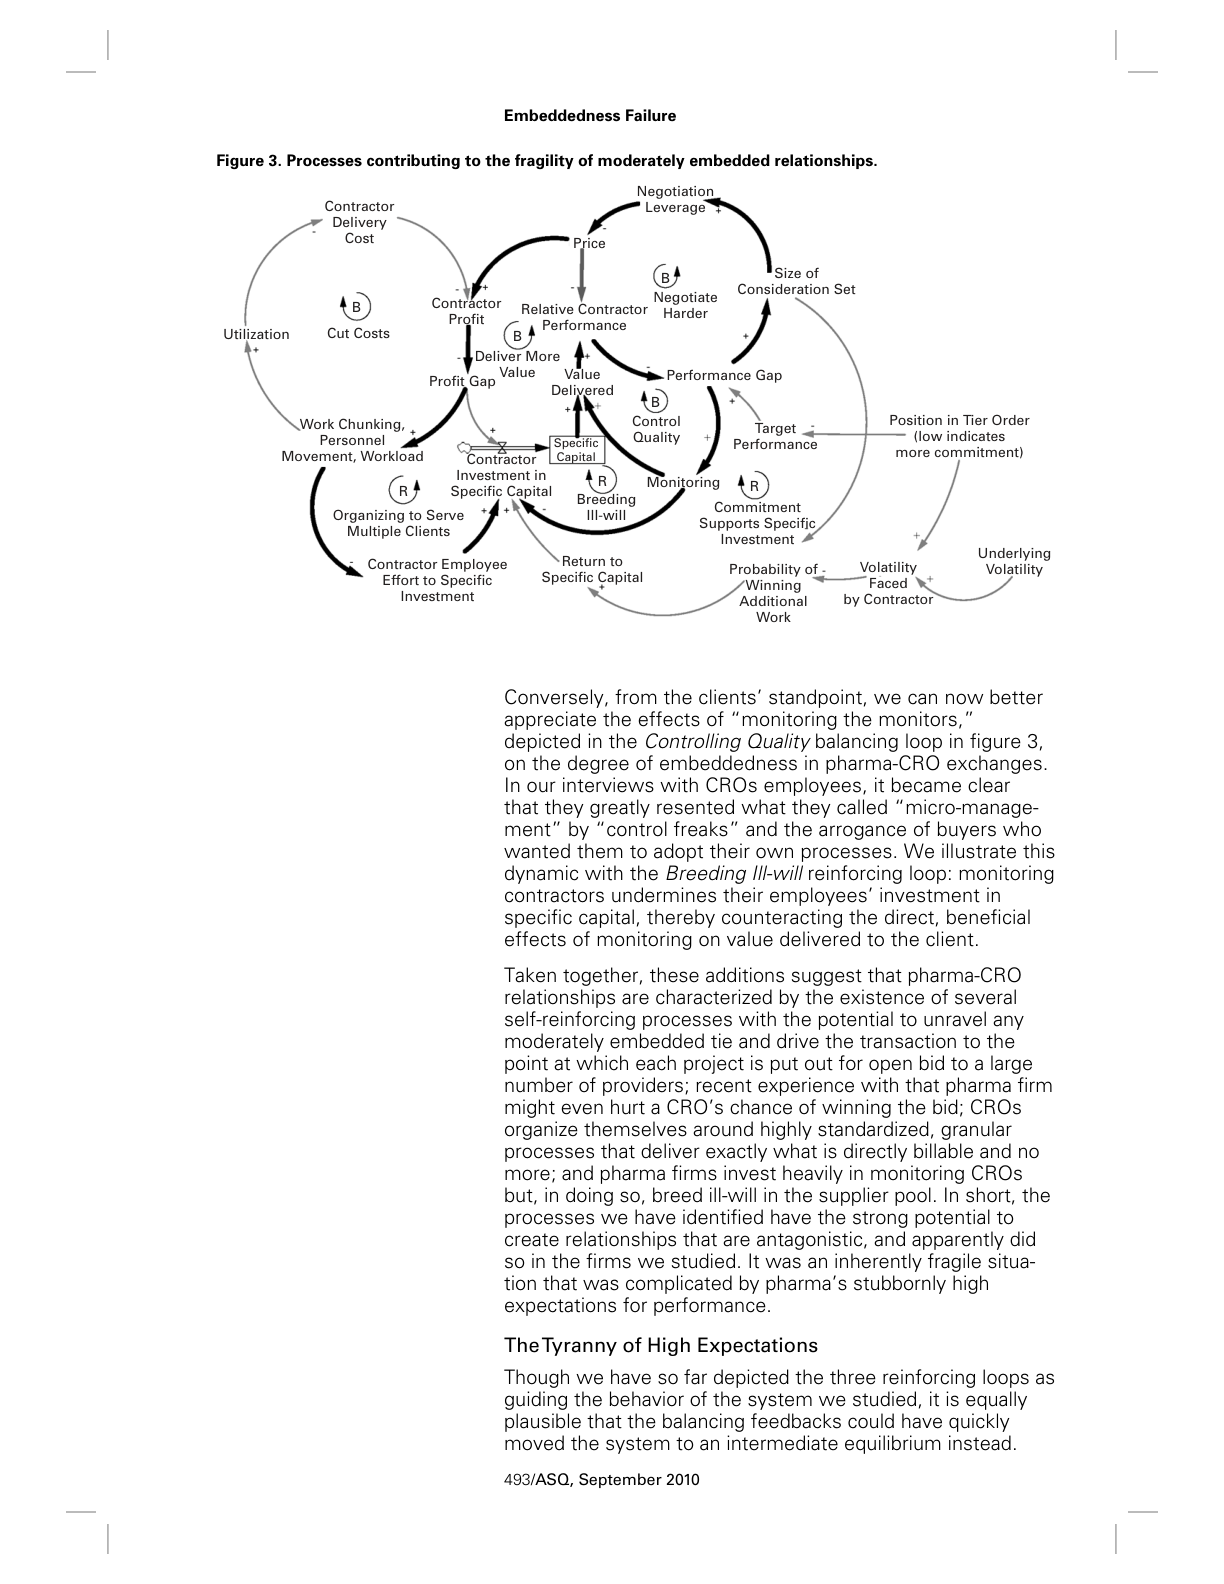 Embeddedness Failure
Figure 3. Processes contributing to the fragility of moderately embedded relationships.
Negotiation
Leverage
+
Contractor
Delivery
Cost
-
-
Price
Size of
Consideration Set
B
Negotiate
Harder
-
+
-
Contractor
Profit
Relative Contractor
Performance
B
Cut Costs
Utilization
+
B
Deliver More
Value
-
Profit Gap
+
Value
Delivered
-
Performance Gap
+
+
+
+
B
Control
Quality
Target
Performance
-
Position in Tier Order
(low indicates
more commitment)
Work Chunking,
Personnel
Movement, Workload
+
+
Specific
Capital
Contractor
Investment in
Specific Capital
+
Monitoring
R
Organizing to Serve
Multiple Clients
R
Breeding
Ill-will
R
Commitment
Supports Specific
Investment
+
+
-
-
+
Contractor Employee
Effort to Specific
Investment
-
Return to
Specific Capital
+
Probability of
Winning
Additional
Work
-
Volatility
Faced
by Contractor
+
Underlying
Volatility
Conversely, from the clients’ standpoint, we can now better
appreciate the effects of “monitoring the monitors,”
depicted in the Controlling Quality balancing loop in figure 3,
on the degree of embeddedness in pharma-CRO exchanges.
In our interviews with CROs employees, it became clear
that they greatly resented what they called “micro-manage-
ment” by “control freaks” and the arrogance of buyers who
wanted them to adopt their own processes. We illustrate this
dynamic with the Breeding Ill-will reinforcing loop: monitoring
contractors undermines their employees’ investment in
specific capital, thereby counteracting the direct, beneficial
effects of monitoring on value delivered to the client.
Taken together, these additions suggest that pharma-CRO
relationships are characterized by the existence of several
self-reinforcing processes with the potential to unravel any
moderately embedded tie and drive the transaction to the
point at which each project is put out for open bid to a large
number of providers; recent experience with that pharma firm
might even hurt a CRO’s chance of winning the bid; CROs
organize themselves around highly standardized, granular
processes that deliver exactly what is directly billable and no
more; and pharma firms invest heavily in monitoring CROs
but, in doing so, breed ill-will in the supplier pool. In short, the
processes we have identified have the strong potential to
create relationships that are antagonistic, and apparently did
so in the firms we studied. It was an inherently fragile situa-
tion that was complicated by pharma’s stubbornly high
expectations for performance.
The Tyranny of High Expectations
Though we have so far depicted the three reinforcing loops as
guiding the behavior of the system we studied, it is equally
plausible that the balancing feedbacks could have quickly
moved the system to an intermediate equilibrium instead.
493/ASQ, September 2010